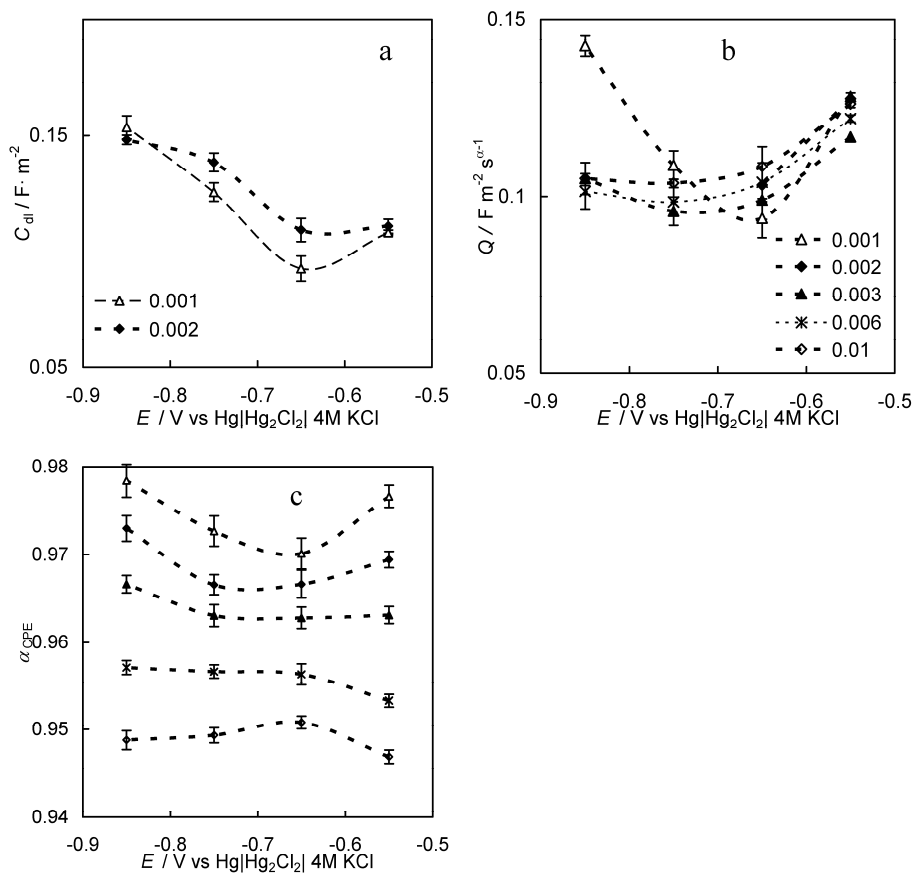 a
0.15
0.05
C_dl / F· m⁻²
0.001
0.002
-0.9 -0.8 -0.7 -0.6 -0.5
E / V vs Hg|Hg₂Cl₂| 4M KCl
b
0.15
0.1
0.05
Q / F m⁻² s^α-1
0.001
0.002
0.003
0.006
0.01
-0.9 -0.8 -0.7 -0.6 -0.5
E / V vs Hg|Hg₂Cl₂| 4M KCl
c
0.98
0.97
0.96
0.95
0.94
α_CPE
-0.9 -0.8 -0.7 -0.6 -0.5
E / V vs Hg|Hg₂Cl₂| 4M KCl